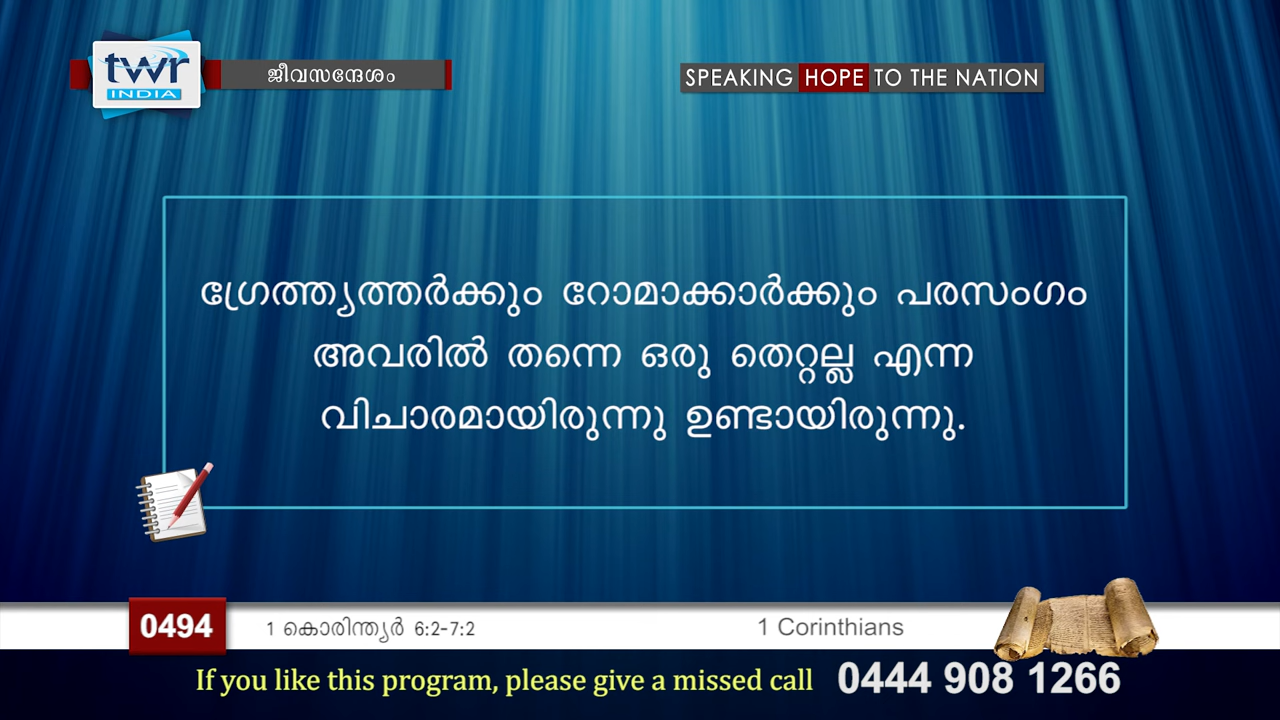 twr
INDIA
ജീവസന്ദേശം
SPEAKING HOPE TO THE NATION
ഗ്രേത്ത്യത്തർക്കും റോമാക്കാർക്കും പരസംഗം
അവരിൽ തന്നെ ഒരു തെറ്റല്ല എന്ന
വിചാരമായിരുന്നു ഉണ്ടായിരുന്നു.
0494
1 കൊരിന്ത്യർ 6:2-7:2
1 Corinthians
If you like this program, please give a missed call 0444 908 1266